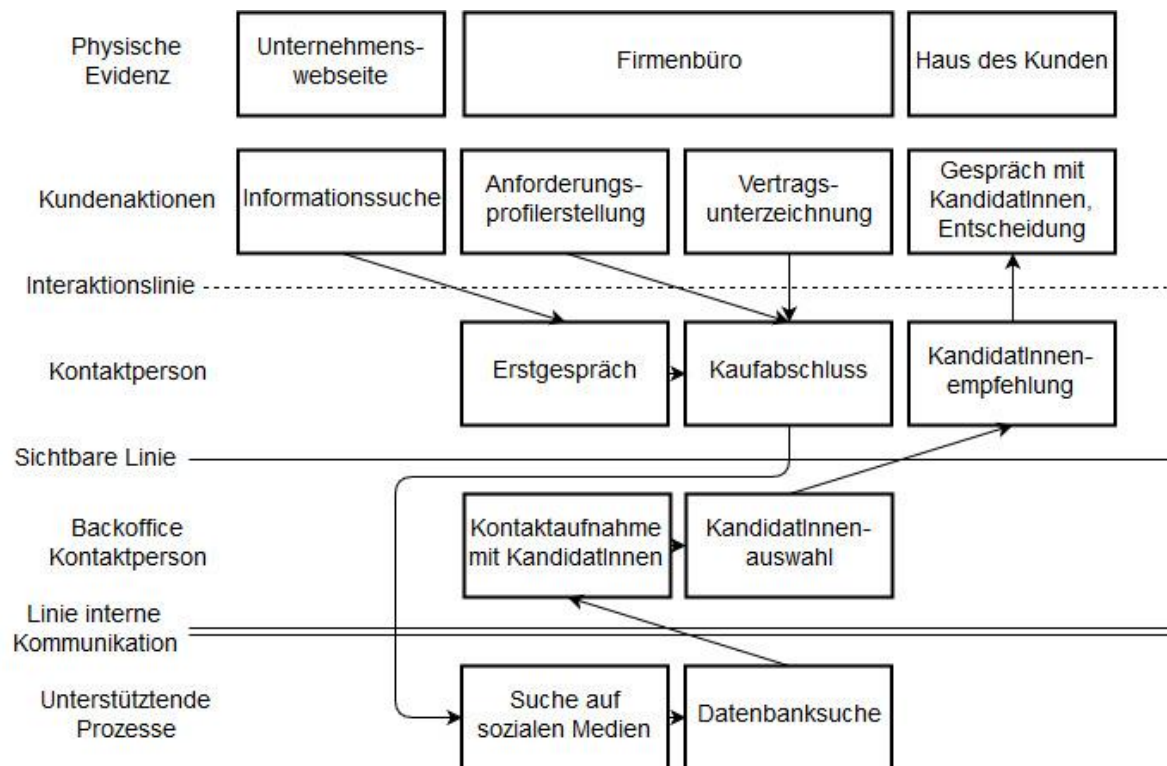 Physische
Evidenz
Unternehmens-
webseite
Firmenbüro
Haus des Kunden
Kundenaktionen
Informationssuche
Anforderungs-
profilerstellung
Vertrags-
unterzeichnung
Gespräch mit
KandidatInnen,
Entscheidung
Interaktionslinie
Kontaktperson
Erstgespräch
Kaufabschluss
KandidatInnen-
empfehlung
Sichtbare Linie
Backoffice
Kontaktperson
Kontaktaufnahme
mit KandidatInnen
KandidatInnen-
auswahl
Linie interne
Kommunikation
Unterstütztende
Prozesse
Suche auf
sozialen Medien
Datenbanksuche